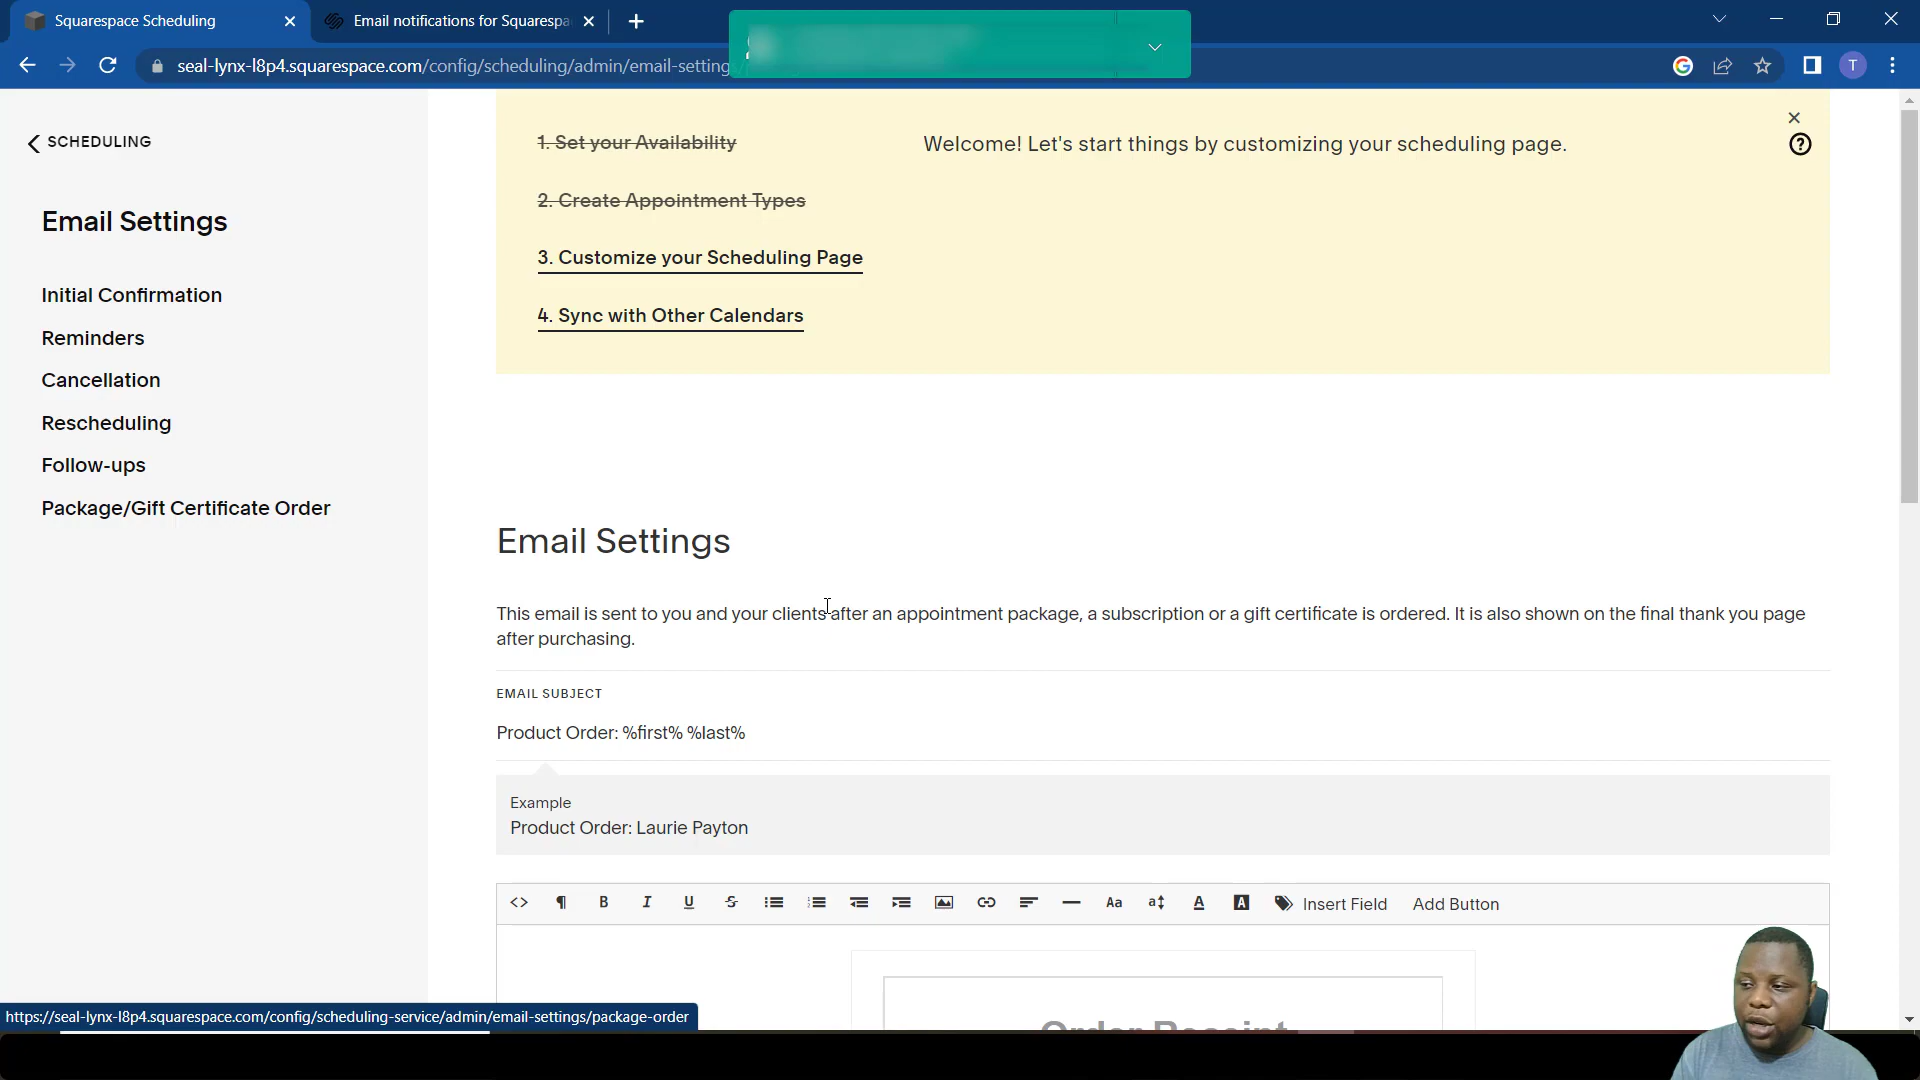 Squarespace Scheduling
Email notifications for Squarespa
seal-lynx-l8p4.squarespace.com/config/scheduling/admin/email-settings
T
SCHEDULING
Email Settings
Initial Confirmation
Reminders
Cancellation
Rescheduling
Follow-ups
Package/Gift Certificate Order
1. Set your Availability
Welcome! Let's start things by customizing your scheduling page.
2. Create Appointment Types
3. Customize your Scheduling Page
4. Sync with Other Calendars
Email Settings
This email is sent to you and your clients after an appointment package, a subscription or a gift certificate is ordered. It is also shown on the final thank you page
after purchasing.
EMAIL SUBJECT
Product Order: %first% %last%
Example
Product Order: Laurie Payton
Insert Field
Add Button
Order Receipt
https://seal-lynx-l8p4.squarespace.com/config/scheduling-service/admin/email-settings/package-order